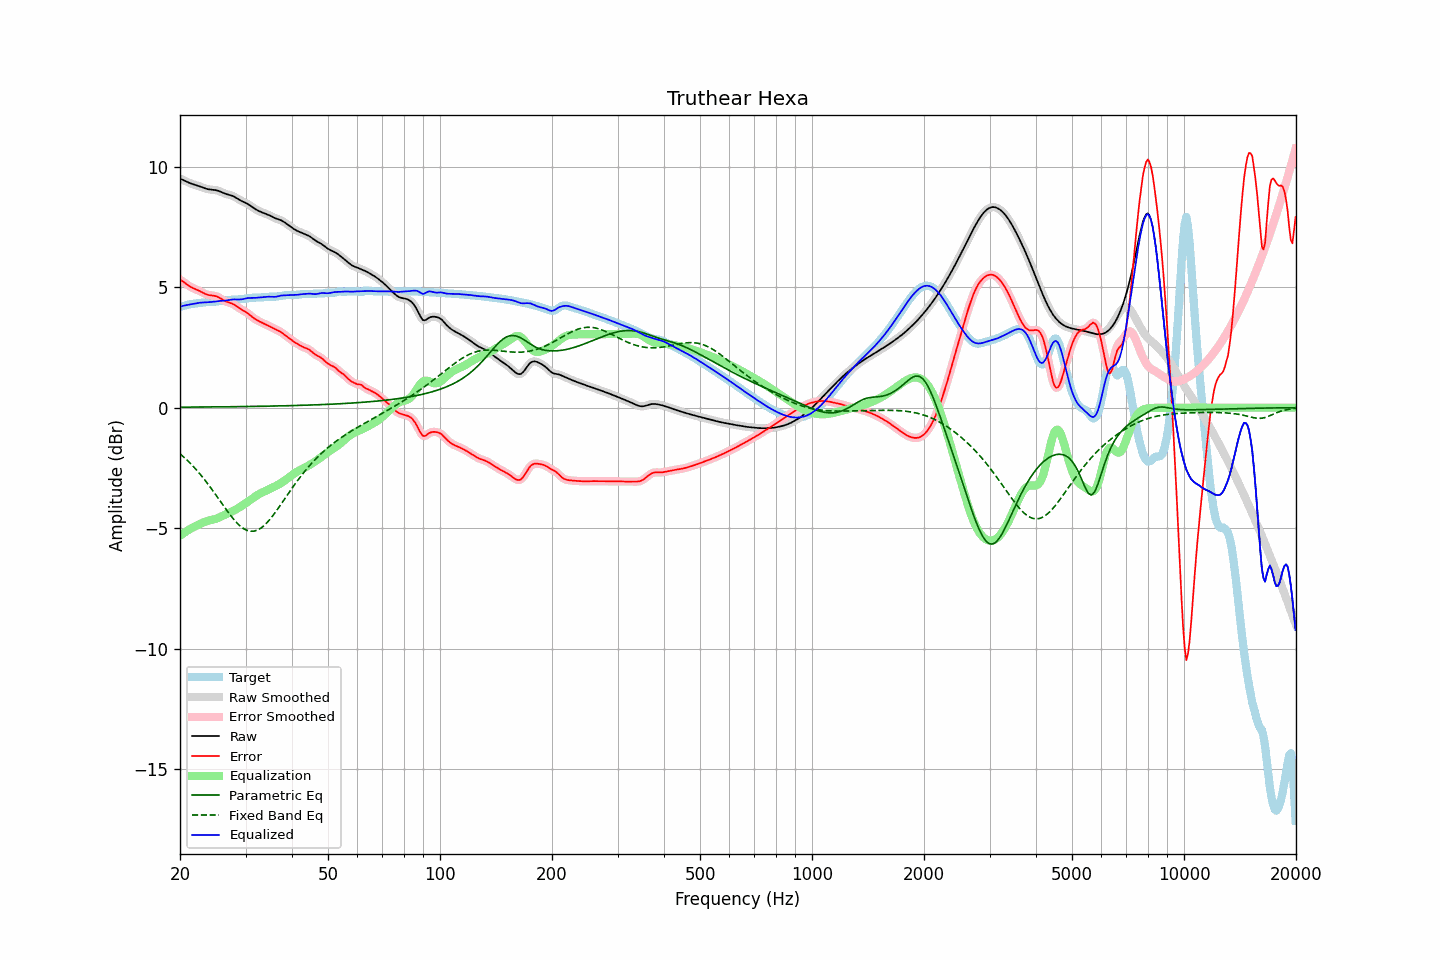 Truthear Hexa
Amplitude (dBr)
10
5
0
−5
−10
−15
Target
Raw Smoothed
Error Smoothed
Raw
Error
Equalization
Parametric Eq
Fixed Band Eq
Equalized
20 50 100 200 500 1000 2000 5000 10000 20000
Frequency (Hz)